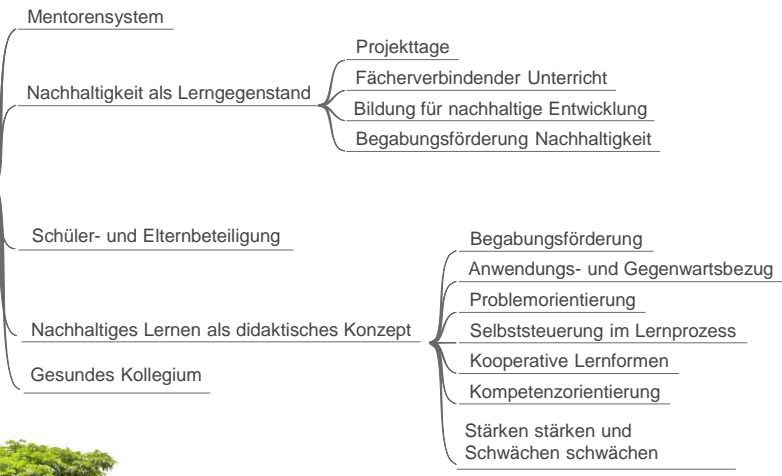 Mentorensystem
Nachhaltigkeit als Lerngegenstand
Projekttage
Fächerverbindender Unterricht
Bildung für nachhaltige Entwicklung
Begabungsförderung Nachhaltigkeit
Schüler- und Elternbeteiligung
Nachhaltiges Lernen als didaktisches Konzept
Begabungsförderung
Anwendungs- und Gegenwartsbezug
Problemorientierung
Selbststeuerung im Lernprozess
Kooperative Lernformen
Kompetenzorientierung
Stärken stärken und
Schwächen schwächen
Gesundes Kollegium